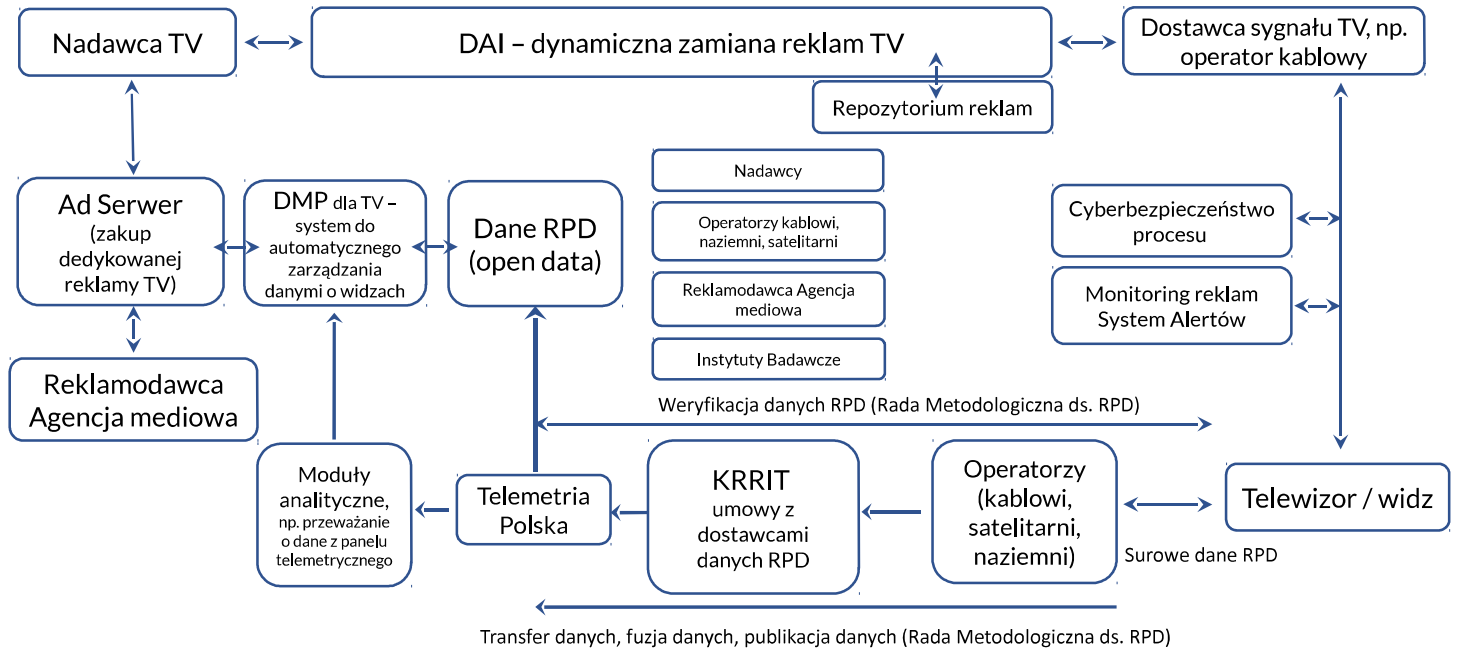 Nadawca TV
DAI – dynamiczna zamiana reklam TV
Dostawca sygnału TV, np.
operator kablowy
Repozytorium reklam
Ad Serwer
(zakup
dedykowanej
reklamy TV)
DMP dla TV –
system do
automatycznego
zarządzania
danymi o widzach
Dane RPD
(open data)
Nadawcy
Operatorzy kablowi,
naziemni, satelitarni
Reklamodawca Agencja
mediowa
Instytuty Badawcze
Cyberbezpieczeństwo
procesu
Monitoring reklam
System Alertów
Reklamodawca
Agencja mediowa
Weryfikacja danych RPD (Rada Metodologiczna ds. RPD)
Moduły
analityczne,
np. przeważanie
o dane z panelu
telemetrycznego
Telemetria
Polska
KRRIT
umowy z
dostawcami
danych RPD
Operatorzy
(kablowi,
satelitarni,
naziemni)
Telewizor / widz
Surowe dane RPD
Transfer danych, fuzja danych, publikacja danych (Rada Metodologiczna ds. RPD)